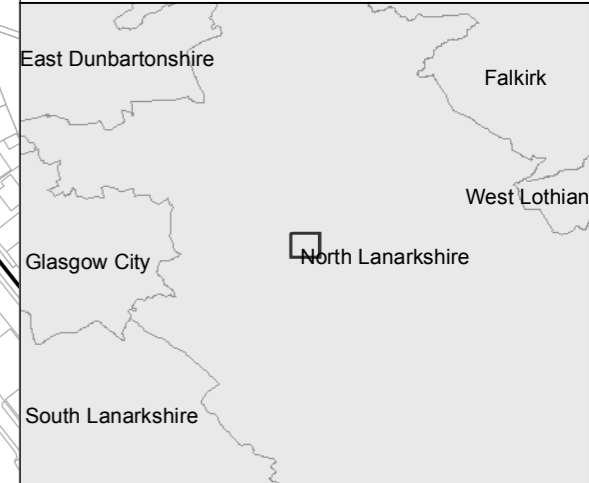 East Dunbartonshire
Falkirk
West Lothian
North Lanarkshire
Glasgow City
South Lanarkshire